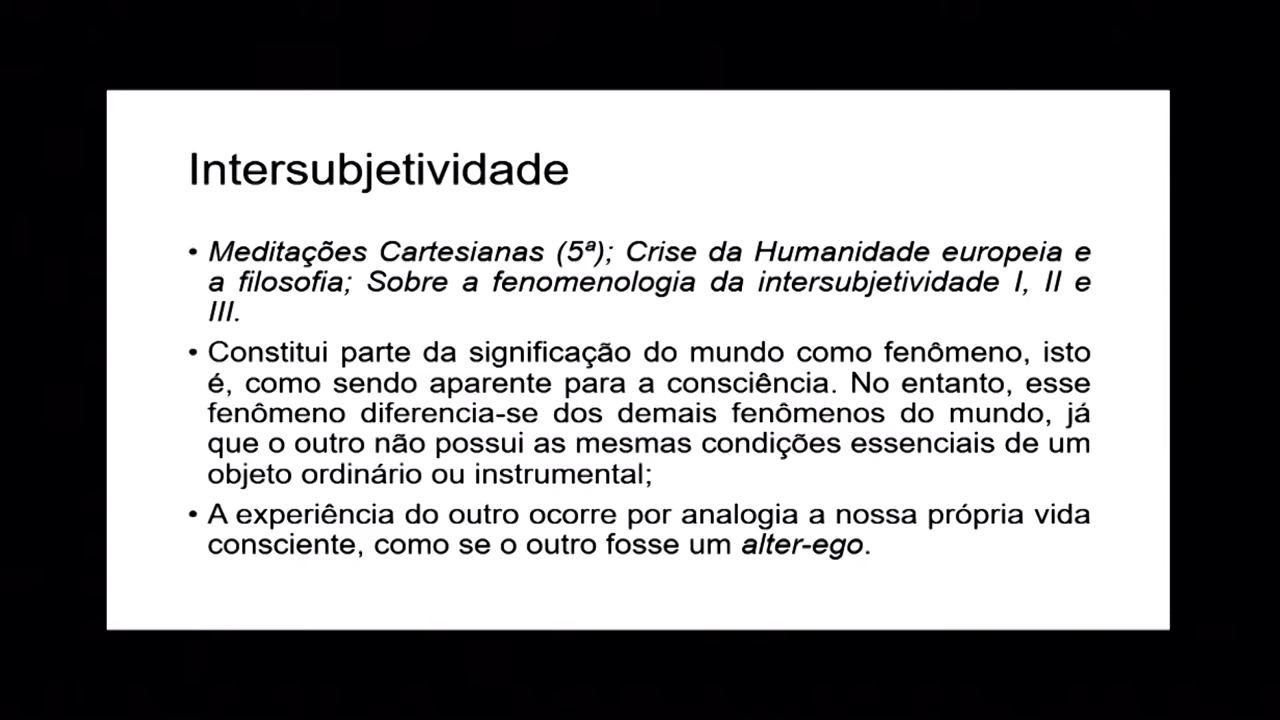 Intersubjetividade
• Meditações Cartesianas (5ª); Crise da Humanidade europeia e
a filosofia; Sobre a fenomenologia da intersubjetividade I, II e
III.
• Constitui parte da significação do mundo como fenômeno, isto
é, como sendo aparente para a consciência. No entanto, esse
fenômeno diferencia-se dos demais fenômenos do mundo, já
que o outro não possui as mesmas condições essenciais de um
objeto ordinário ou instrumental;
• A experiência do outro ocorre por analogia a nossa própria vida
consciente, como se o outro fosse um alter-ego.